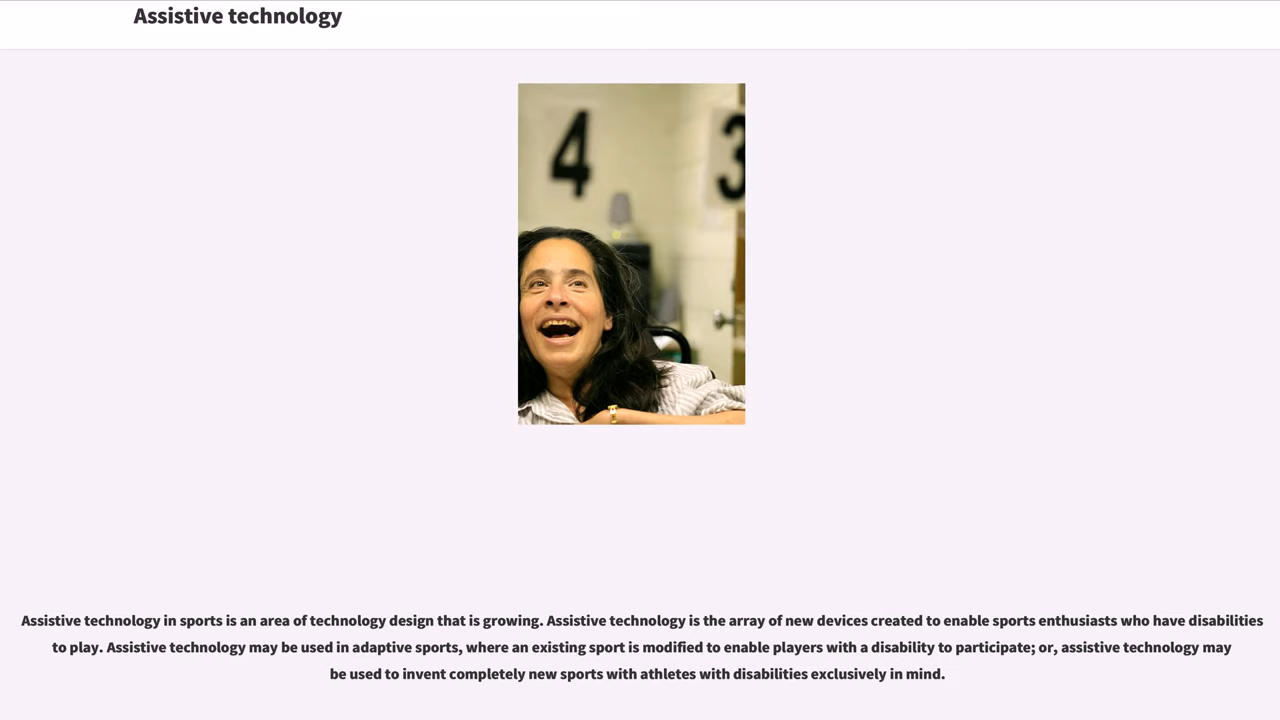 Assistive technology
4
3
Assistive technology in sports is an area of technology design that is growing. Assistive technology is the array of new devices created to enable sports enthusiasts who have disabilities
to play. Assistive technology may be used in adaptive sports, where an existing sport is modified to enable players with a disability to participate; or, assistive technology may
be used to invent completely new sports with athletes with disabilities exclusively in mind.